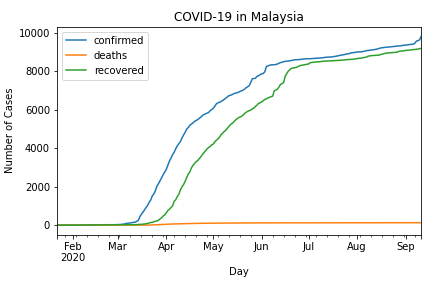 COVID-19 in Malaysia
confirmed
deaths
recovered
Number of Cases
10000
8000
6000
4000
2000
0
Feb Mar Apr May Jun Jul Aug Sep
2020
Day